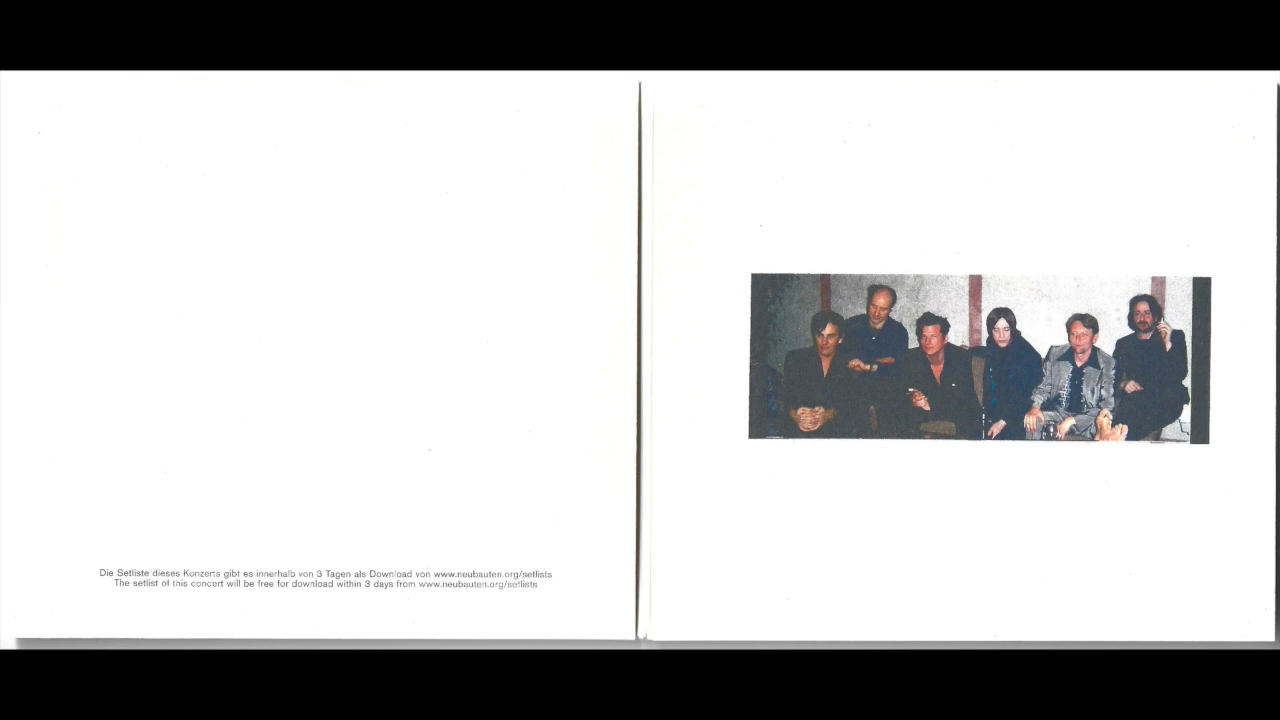 Die Setliste dieses Konzerts gibt es innerhalb von 3 Tagen als Download von www.neubauten.org/setlists
The setlist of this concert will be free for download within 3 days from www.neubauten.org/setlists